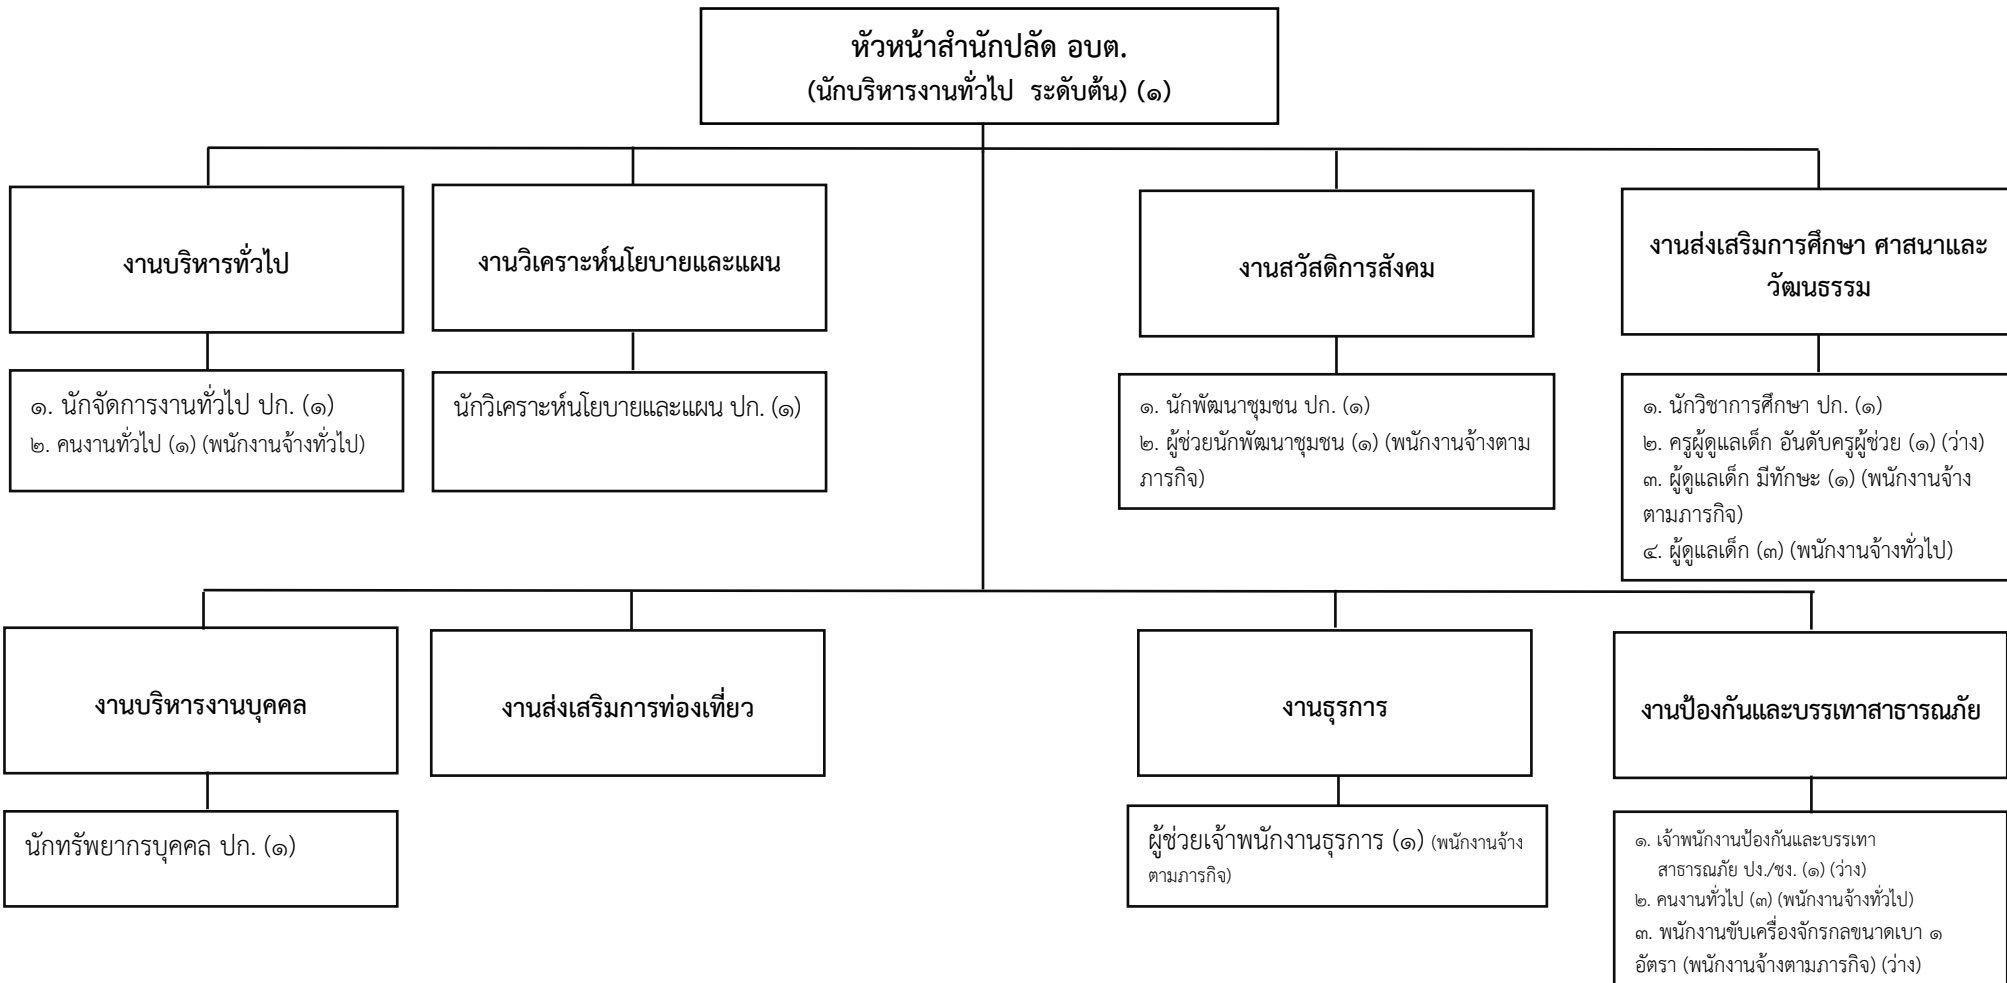 หัวหน้าสำนักปลัด อบต.
(นักบริหารงานทั่วไป ระดับต้น) (๑)
งานบริหารทั่วไป
งานวิเคราะห์นโยบายและแผน
งานสวัสดิการสังคม
งานส่งเสริมการศึกษา ศาสนาและ
วัฒนธรรม
๑. นักจัดการงานทั่วไป ปก. (๑)
๒. คนงานทั่วไป (๑) (พนักงานจ้างทั่วไป)
นักวิเคราะห์นโยบายและแผน ปก. (๑)
๑. นักพัฒนาชุมชน ปก. (๑)
๒. ผู้ช่วยนักพัฒนาชุมชน (๑) (พนักงานจ้างตาม
ภารกิจ)
๑. นักวิชาการศึกษา ปก. (๑)
๒. ครูผู้ดูแลเด็ก อันดับครูผู้ช่วย (๑) (ว่าง)
๓. ผู้ดูแลเด็ก มีทักษะ (๑) (พนักงานจ้าง
ตามภารกิจ)
๔. ผู้ดูแลเด็ก (๓) (พนักงานจ้างทั่วไป)
งานบริหารงานบุคคล
งานส่งเสริมการท่องเที่ยว
งานธุรการ
งานป้องกันและบรรเทาสาธารณภัย
นักทรัพยากรบุคคล ปก. (๑)
ผู้ช่วยเจ้าพนักงานธุรการ (๑) (พนักงานจ้าง
ตามภารกิจ)
๑. เจ้าพนักงานป้องกันและบรรเทา
สาธารณภัย ปง./ชง. (๑) (ว่าง)
๒. คนงานทั่วไป (๓) (พนักงานจ้างทั่วไป)
๓. พนักงานขับเครื่องจักรกลขนาดเบา ๑
อัตรา (พนักงานจ้างตามภารกิจ) (ว่าง)